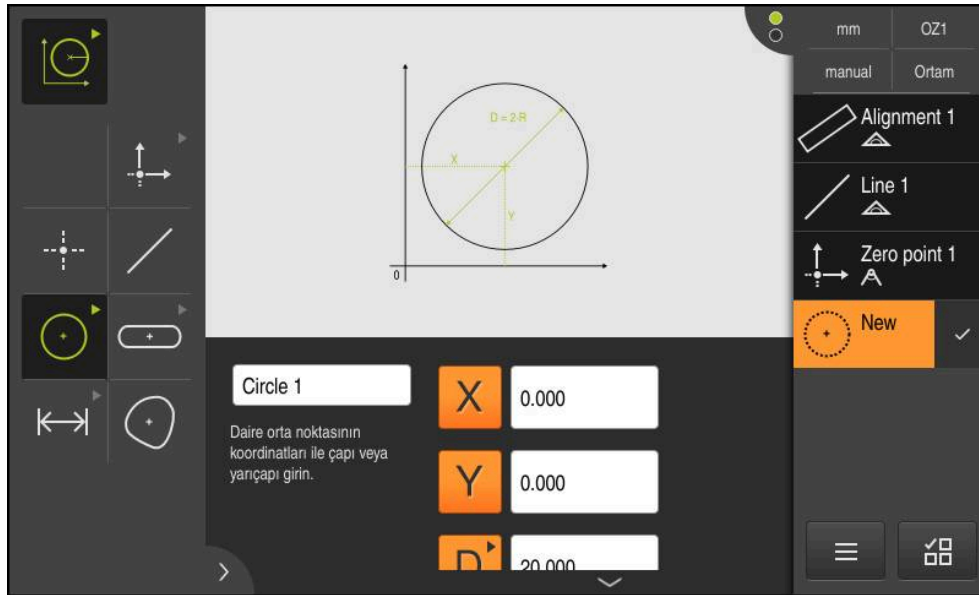 mm
OZ1
manual
Ortam
D = 2·R
X
Y
0
Alignment 1
Line 1
Zero point 1
New
Circle 1
Daire orta noktasının
koordinatları ile çapı veya
yarıçapı girin.
X
0.000
Y
0.000
D
20.000